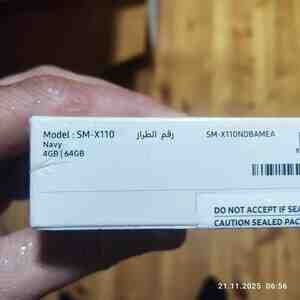 Model : SM-X110 رقم الطراز SM-X110NDBAMEA
Navy
4GB | 64GB
DO NOT ACCEPT IF SEA
CAUTION SEALED PAC
21.11.2025 06:56